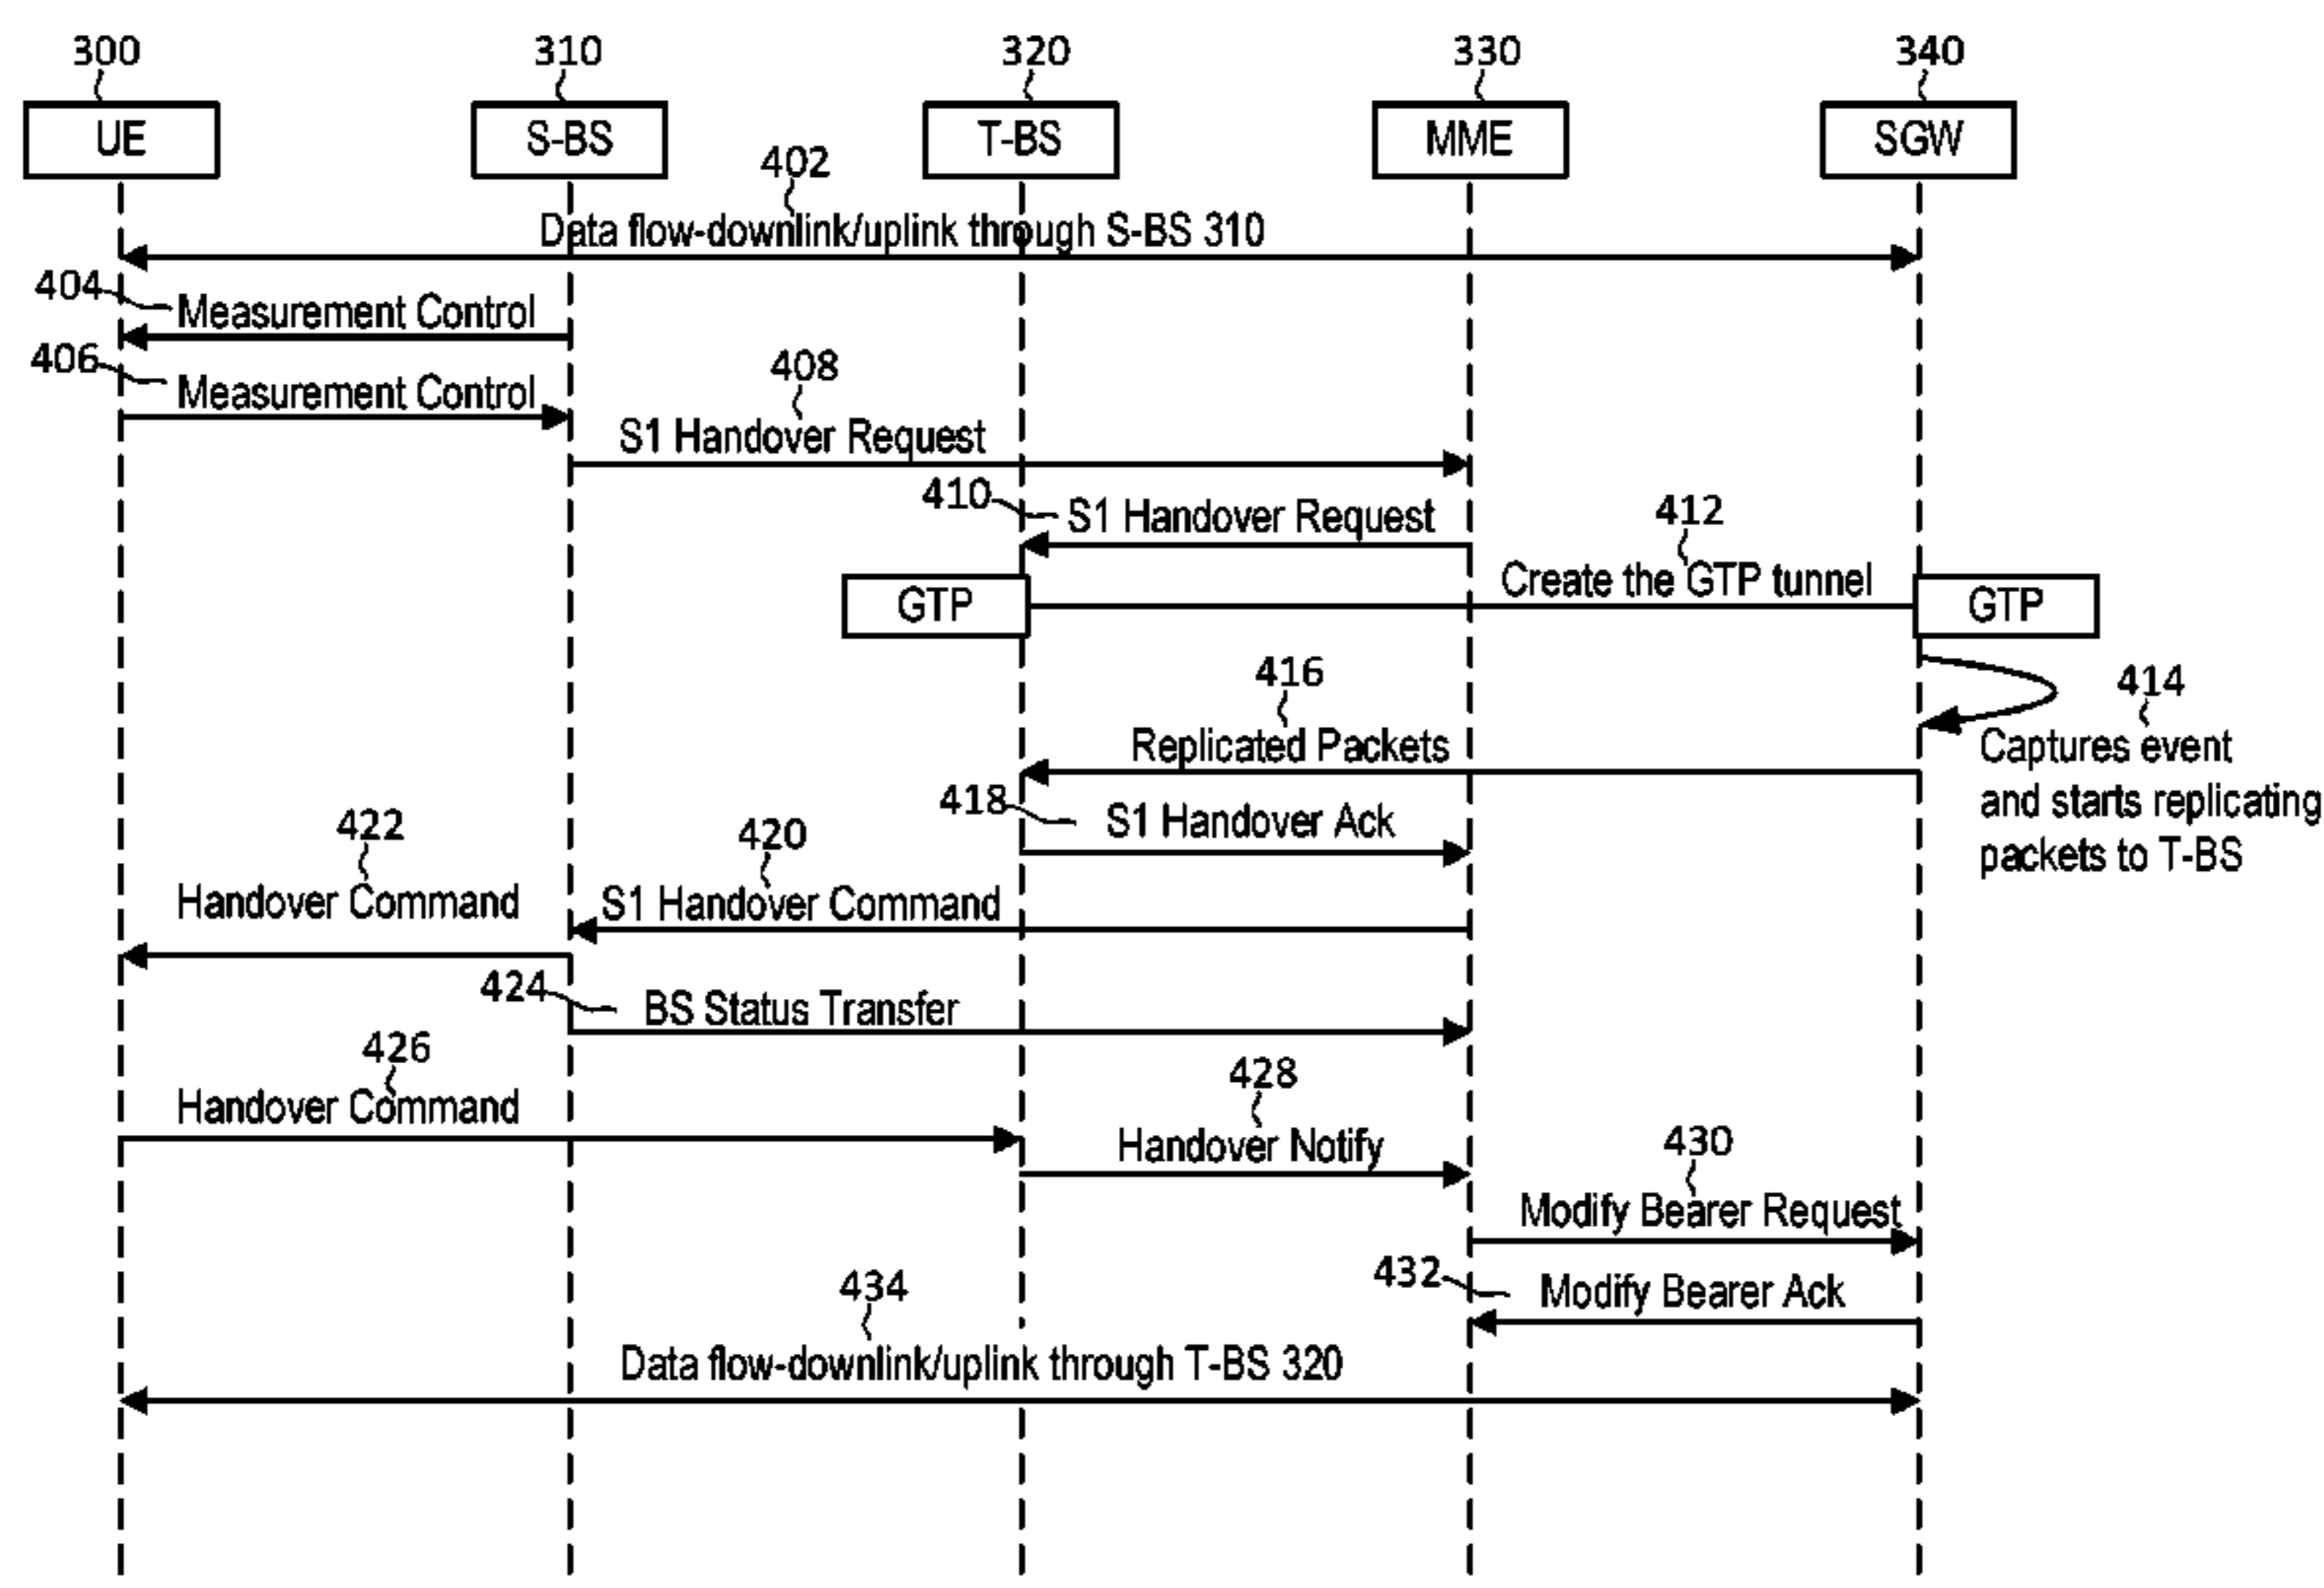 300
310
320
330
340
UE
S-BS
T-BS
MME
SGW
402
Data flow-downlink/uplink through S-BS 310
404
Measurement Control
406
Measurement Control
408
S1 Handover Request
410
S1 Handover Request
412
Create the GTP tunnel
GTP
GTP
414
Captures event
and starts replicating
packets to T-BS
416
Replicated Packets
418
S1 Handover Ack
420
S1 Handover Command
422
Handover Command
424
BS Status Transfer
426
Handover Command
428
Handover Notify
430
Modify Bearer Request
432
Modify Bearer Ack
434
Data flow-downlink/uplink through T-BS 320